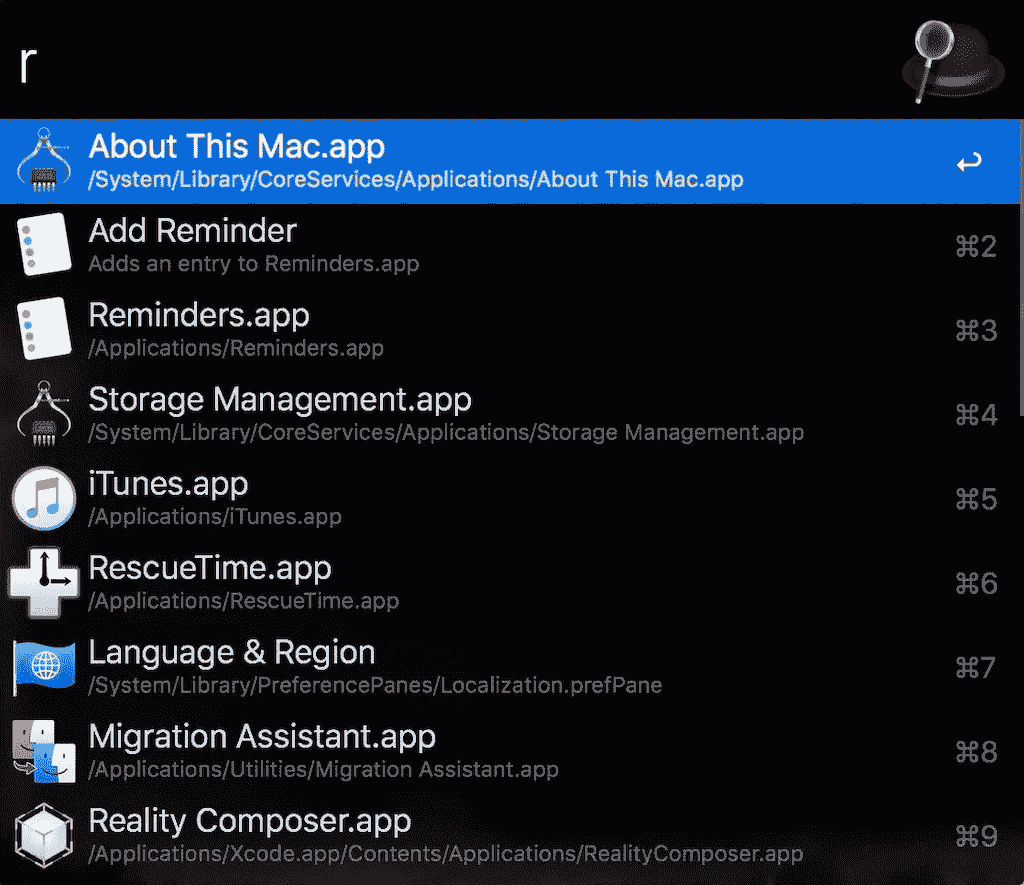 r
About This Mac.app
/System/Library/CoreServices/Applications/About This Mac.app
↩
Add Reminder
Adds an entry to Reminders.app
⌘2
Reminders.app
/Applications/Reminders.app
⌘3
Storage Management.app
/System/Library/CoreServices/Applications/Storage Management.app
⌘4
iTunes.app
/Applications/iTunes.app
⌘5
RescueTime.app
/Applications/RescueTime.app
⌘6
Language & Region
/System/Library/PreferencePanes/Localization.prefPane
⌘7
Migration Assistant.app
/Applications/Utilities/Migration Assistant.app
⌘8
Reality Composer.app
/Applications/Xcode.app/Contents/Applications/RealityComposer.app
⌘9